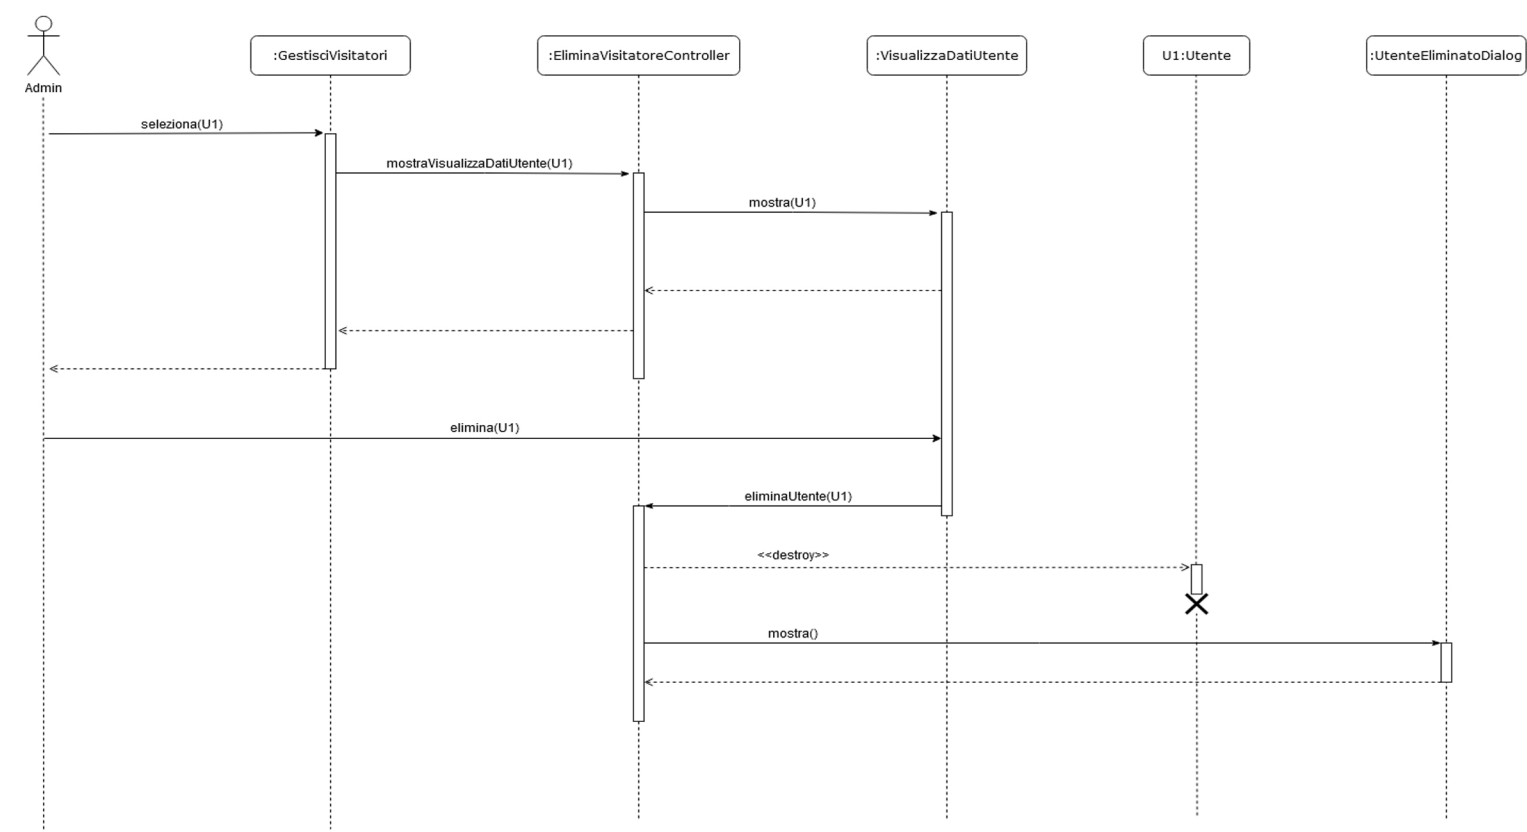 :GestisciVisitatori
:EliminaVisitatoreController
:VisualizzaDatiUtente
U1:Utente
:UtenteEliminatoDialog
Admin
seleziona(U1)
mostraVisualizzaDatiUtente(U1)
mostra(U1)
elimina(U1)
eliminaUtente(U1)
<<destroy>>
mostra()